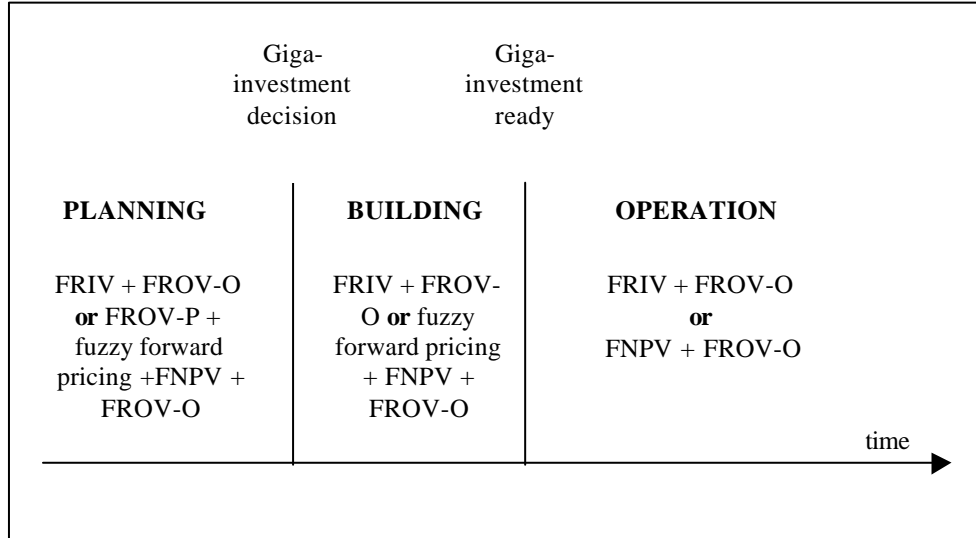 Giga-
investment
decision
Giga-
investment
ready
PLANNING
BUILDING
OPERATION
FRIV + FROV-O
or FROV-P +
fuzzy forward
pricing +FNPV +
FROV-O
FRIV + FROV-
O or fuzzy
forward pricing
+ FNPV +
FROV-O
FRIV + FROV-O
or
FNPV + FROV-O
time